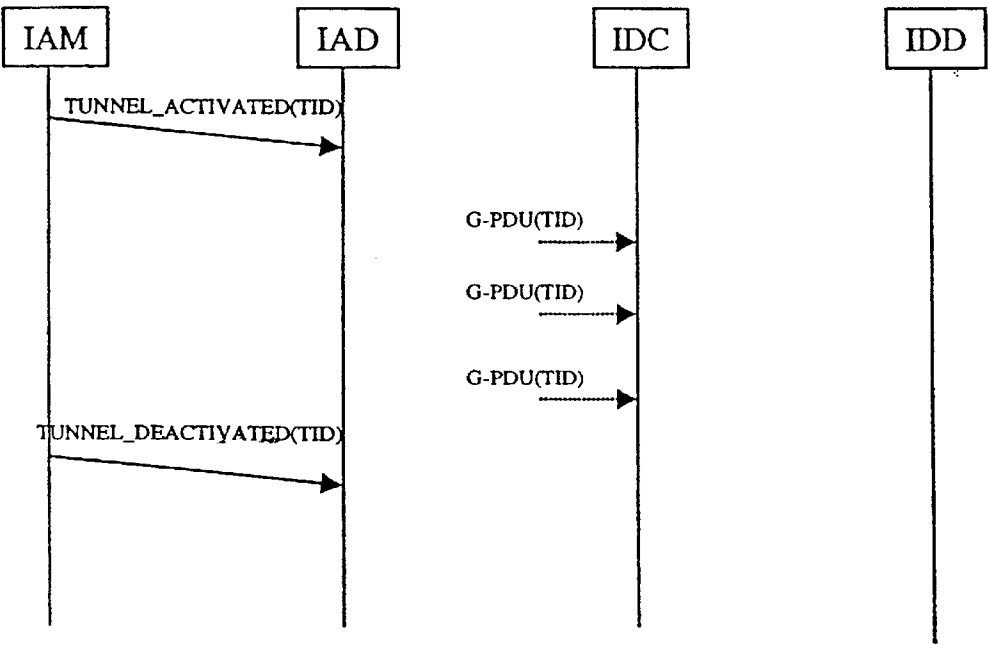 IAM
IAD
IDC
IDD
TUNNEL_ACTIVATED(TID)
G-PDU(TID)
G-PDU(TID)
G-PDU(TID)
TUNNEL_DEACTIVATED(TID)